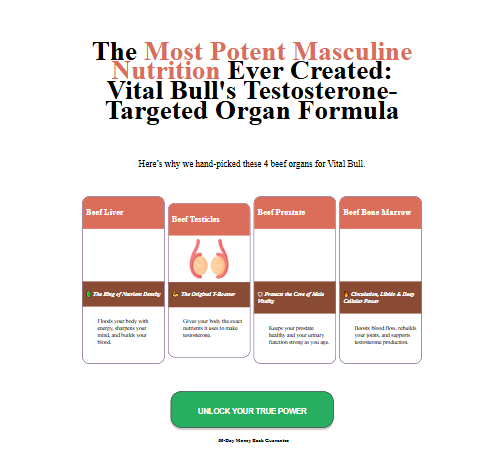 The Most Potent Masculine
Nutrition Ever Created:
Vital Bull's Testosterone-
Targeted Organ Formula
Here's why we hand-picked these 4 beef organs for Vital Bull.
Beef Liver
The King of Nutrient Density
Floods your body with
energy, sharpens your
mind, and builds your
blood.
Beef Testicles
The Original T-Booster
Gives your body the exact
nutrients it uses to make
testosterone.
Beef Prostate
Protects the Core of Male
Vitality
Keeps your prostate
healthy and your urinary
function strong as you age.
Beef Bone Marrow
Circulation, Libido & Deep
Cellular Power
Boosts blood flow, rebuilds
your joints, and supports
testosterone production.
UNLOCK YOUR TRUE POWER
60-Day Money Back Guarantee